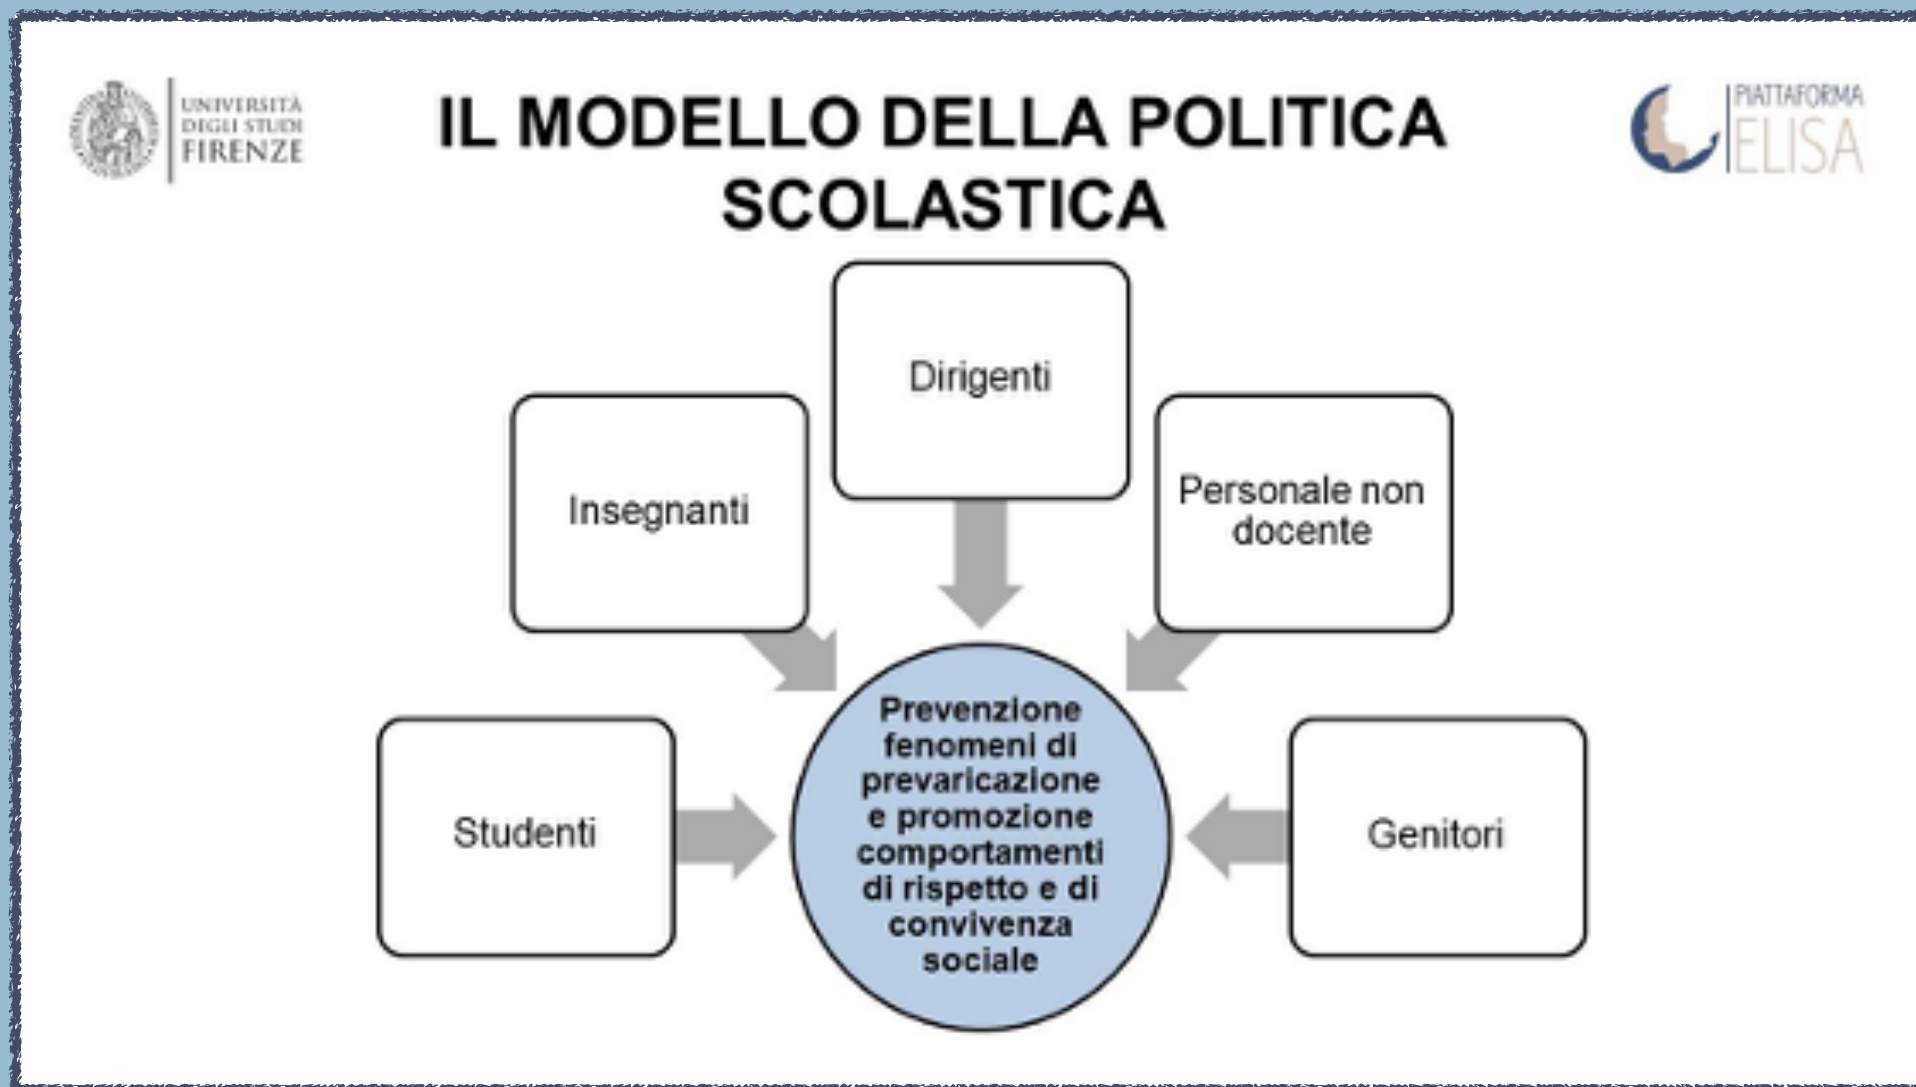 UNIVERSITÀ
DEGLI STUDI
FIRENZE
IL MODELLO DELLA POLITICA
SCOLASTICA
PIATTAFORMA
ELISA
Dirigenti
Insegnanti
Personale non
docente
Studenti
Prevenzione
fenomeni di
prevaricazione
e promozione
comportamenti
di rispetto e di
convivenza
sociale
Genitori